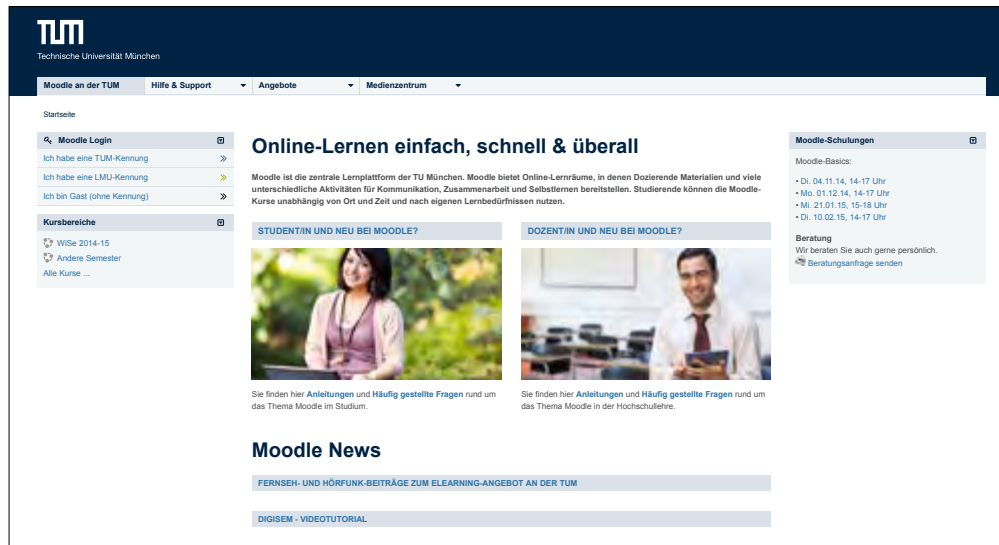 TUM
Technische Universität München
Moodle an der TUM
Hilfe & Support
Angebote
Medienzentrum
Startseite
Moodle Login
Ich habe eine TUM-Kennung
Ich habe eine LMU-Kennung
Ich bin Gast (ohne Kennung)
Kursbereiche
WiSe 2014-15
Andere Semester
Alle Kurse ...
Online-Lernen einfach, schnell & überall
Moodle ist die zentrale Lernplattform der TU München. Moodle bietet Online-Lernräume, in denen Dozierende Materialien und viele
unterschiedliche Aktivitäten für Kommunikation, Zusammenarbeit und Selbstlernen bereitstellen. Studierende können die Moodle-
Kurse unabhängig von Ort und Zeit und nach eigenen Lernbedürfnissen nutzen.
STUDENT/IN UND NEU BEI MOODLE?
Sie finden hier Anleitungen und Häufig gestellte Fragen rund um
das Thema Moodle im Studium.
DOZENT/IN UND NEU BEI MOODLE?
Sie finden hier Anleitungen und Häufig gestellte Fragen rund um
das Thema Moodle in der Hochschullehre.
Moodle News
FERNSEH- UND HÖRFUNK-BEITRÄGE ZUM ELEARNING-ANGEBOT AN DER TUM
DIGISEM - VIDEOTUTORIAL
Moodle-Schulungen
Moodle-Basics:
• Di. 04.11.14, 14-17 Uhr
• Mo. 01.12.14, 14-17 Uhr
• Mi. 21.01.15, 15-18 Uhr
• Di. 10.02.15, 14-17 Uhr
Beratung
Wir beraten Sie auch gerne persönlich.
Beratungsanfrage senden